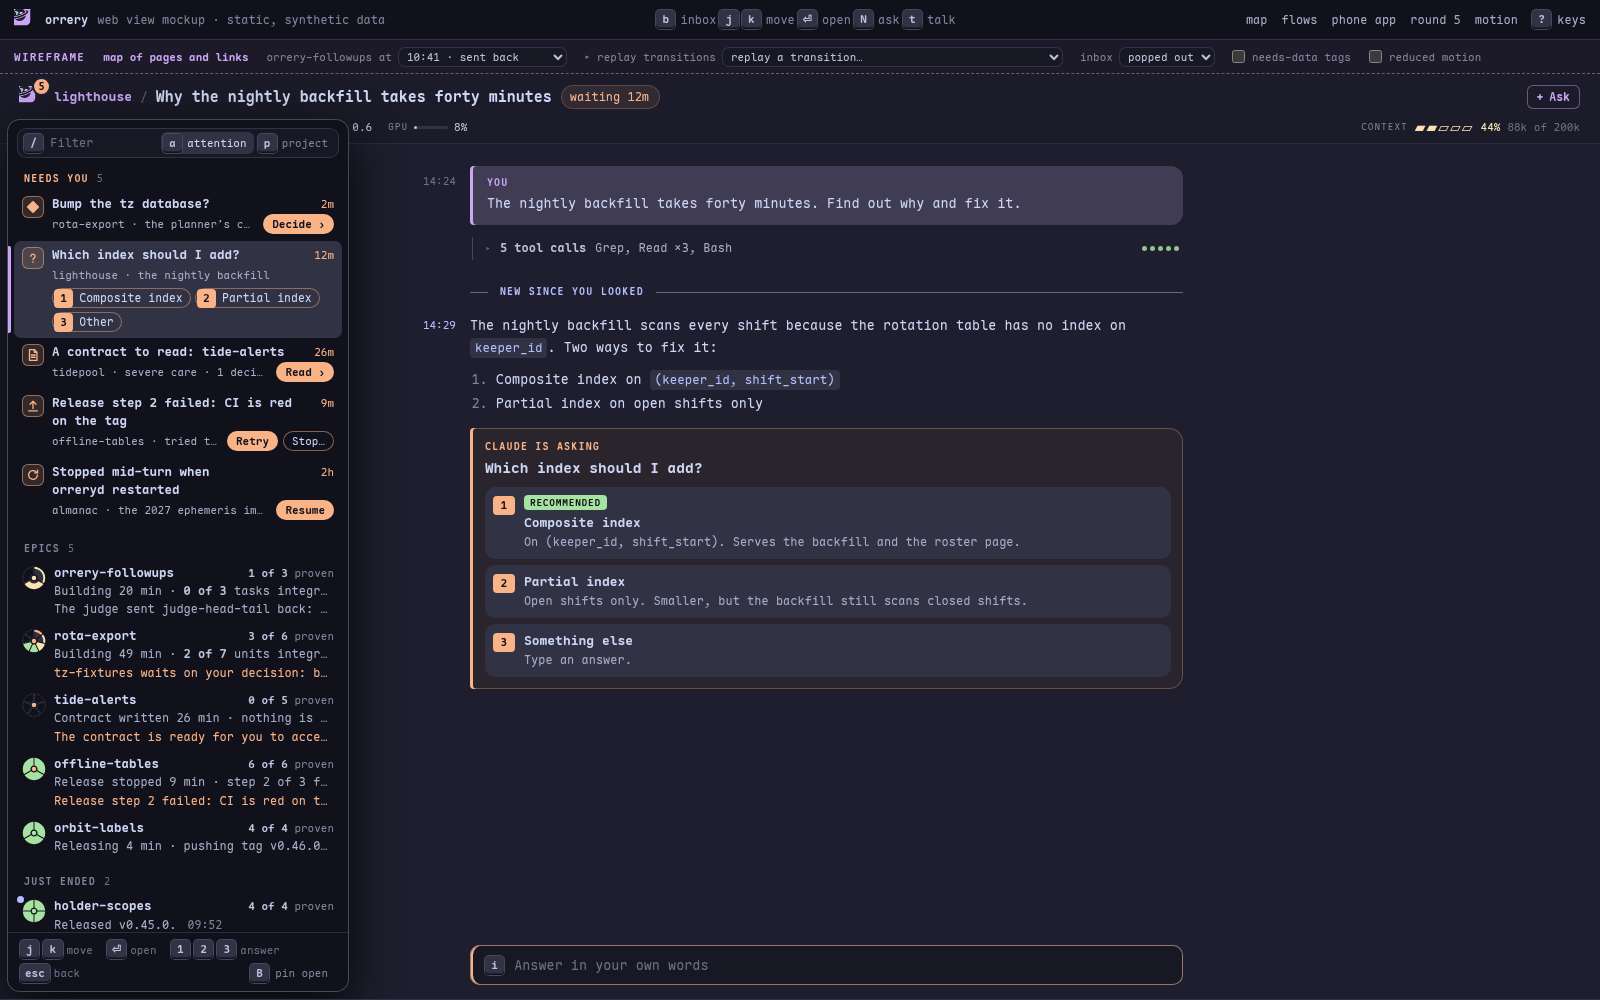 orrery web view mockup · static, synthetic data
b inbox j k move ⏎ open N ask t talk
map flows phone app round 5 motion ? keys
WIREFRAME map of pages and links orrery-followups at 10:41 · sent back ▸ replay transitions replay a transition… inbox popped out needs-data tags reduced motion
5 lighthouse / Why the nightly backfill takes forty minutes waiting 12m + Ask
0.6 GPU 8% CONTEXT 44% 88k of 200k
/ Filter a attention p project
NEEDS YOU 5
Bump the tz database? 2m
rota-export · the planner's c… Decide ›
? Which index should I add? 12m
lighthouse · the nightly backfill
1 Composite index 2 Partial index
3 Other
A contract to read: tide-alerts 26m
tidepool · severe care · 1 deci… Read ›
Release step 2 failed: CI is red 9m
on the tag
offline-tables · tried t… Retry Stop…
Stopped mid-turn when 2h
orreryd restarted
almanac · the 2027 ephemeris im… Resume
EPICS 5
orrery-followups 1 of 3 proven
Building 20 min · 0 of 3 tasks integr…
The judge sent judge-head-tail back: …
rota-export 3 of 6 proven
Building 49 min · 2 of 7 units integr…
tz-fixtures waits on your decision: b…
tide-alerts 0 of 5 proven
Contract written 26 min · nothing is …
The contract is ready for you to acce…
offline-tables 6 of 6 proven
Release stopped 9 min · step 2 of 3 f…
Release step 2 failed: CI is red on t…
orbit-labels 4 of 4 proven
Releasing 4 min · pushing tag v0.46.0…
JUST ENDED 2
holder-scopes 4 of 4 proven
Released v0.45.0. 09:52
j k move ⏎ open 1 2 3 answer
esc back B pin open
14:24 YOU
The nightly backfill takes forty minutes. Find out why and fix it.
▸ 5 tool calls Grep, Read ×3, Bash
NEW SINCE YOU LOOKED
14:29 The nightly backfill scans every shift because the rotation table has no index on
keeper_id. Two ways to fix it:
1. Composite index on (keeper_id, shift_start)
2. Partial index on open shifts only
CLAUDE IS ASKING
Which index should I add?
1 RECOMMENDED
Composite index
On (keeper_id, shift_start). Serves the backfill and the roster page.
2 Partial index
Open shifts only. Smaller, but the backfill still scans closed shifts.
3 Something else
Type an answer.
i Answer in your own words